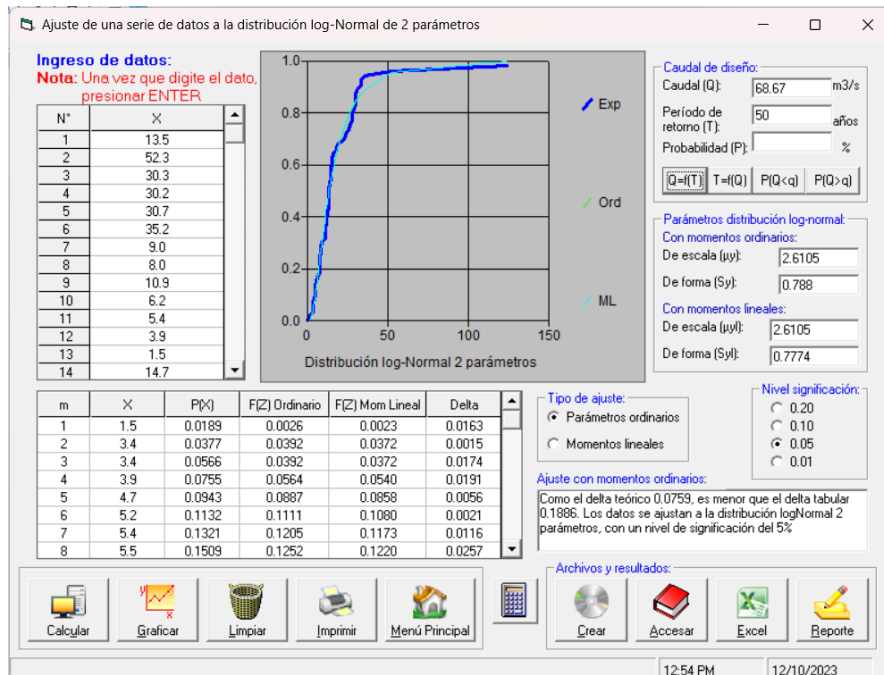 Ajuste de una serie de datos a la distribución log-Normal de 2 parámetros
Ingreso de datos:
Nota: Una vez que digite el dato,
presionar ENTER
N° X
1 13.5
2 52.3
3 30.3
4 30.2
5 30.7
6 35.2
7 9.0
8 8.0
9 10.9
10 6.2
11 5.4
12 3.9
13 1.5
14 14.7
1.0
0.8
0.6
0.4
0.2
0.0
0 50 100 150
Distribución log-Normal 2 parámetros
Exp
Ord
ML
Caudal de diseño:
Caudal (Q): 68.67 m3/s
Período de
retorno (T): 50 años
Probabilidad (P): %
Q=f(T) T=f(Q) P(Q<q) P(Q>q)
Parámetros distribución log-normal:
Con momentos ordinarios:
De escala (μy): 2.6105
De forma (Sy): 0.788
Con momentos lineales:
De escala (μyl): 2.6105
De forma (Syl): 0.7774
m X P(X) F(Z) Ordinario F(Z) Mom Lineal Delta
1 1.5 0.0189 0.0026 0.0023 0.0163
2 3.4 0.0377 0.0392 0.0372 0.0015
3 3.4 0.0566 0.0392 0.0372 0.0174
4 3.9 0.0755 0.0564 0.0540 0.0191
5 4.7 0.0943 0.0887 0.0858 0.0056
6 5.2 0.1132 0.1111 0.1080 0.0021
7 5.4 0.1321 0.1205 0.1173 0.0116
8 5.5 0.1509 0.1252 0.1220 0.0257
Tipo de ajuste:
Parámetros ordinarios
Momentos lineales
Nivel significación:
0.20
0.10
0.05
0.01
Ajuste con momentos ordinarios:
Como el delta teórico 0.0759, es menor que el delta tabular
0.1886. Los datos se ajustan a la distribución logNormal 2
parámetros, con un nivel de significación del 5%
Calcular Graficar Limpiar Imprimir Menú Principal
y
x
Archivos y resultados:
Crear Accesar Excel Reporte
12:54 PM 12/10/2023